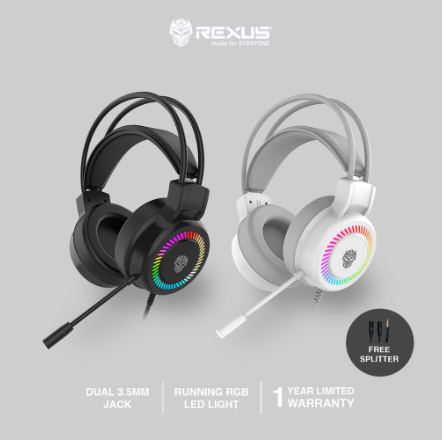 REXUS®
made for EVERYONE
FREE
SPLITTER
DUAL 3.5MM
JACK
RUNNING RGB
LED LIGHT
1 YEAR LIMITED
WARRANTY